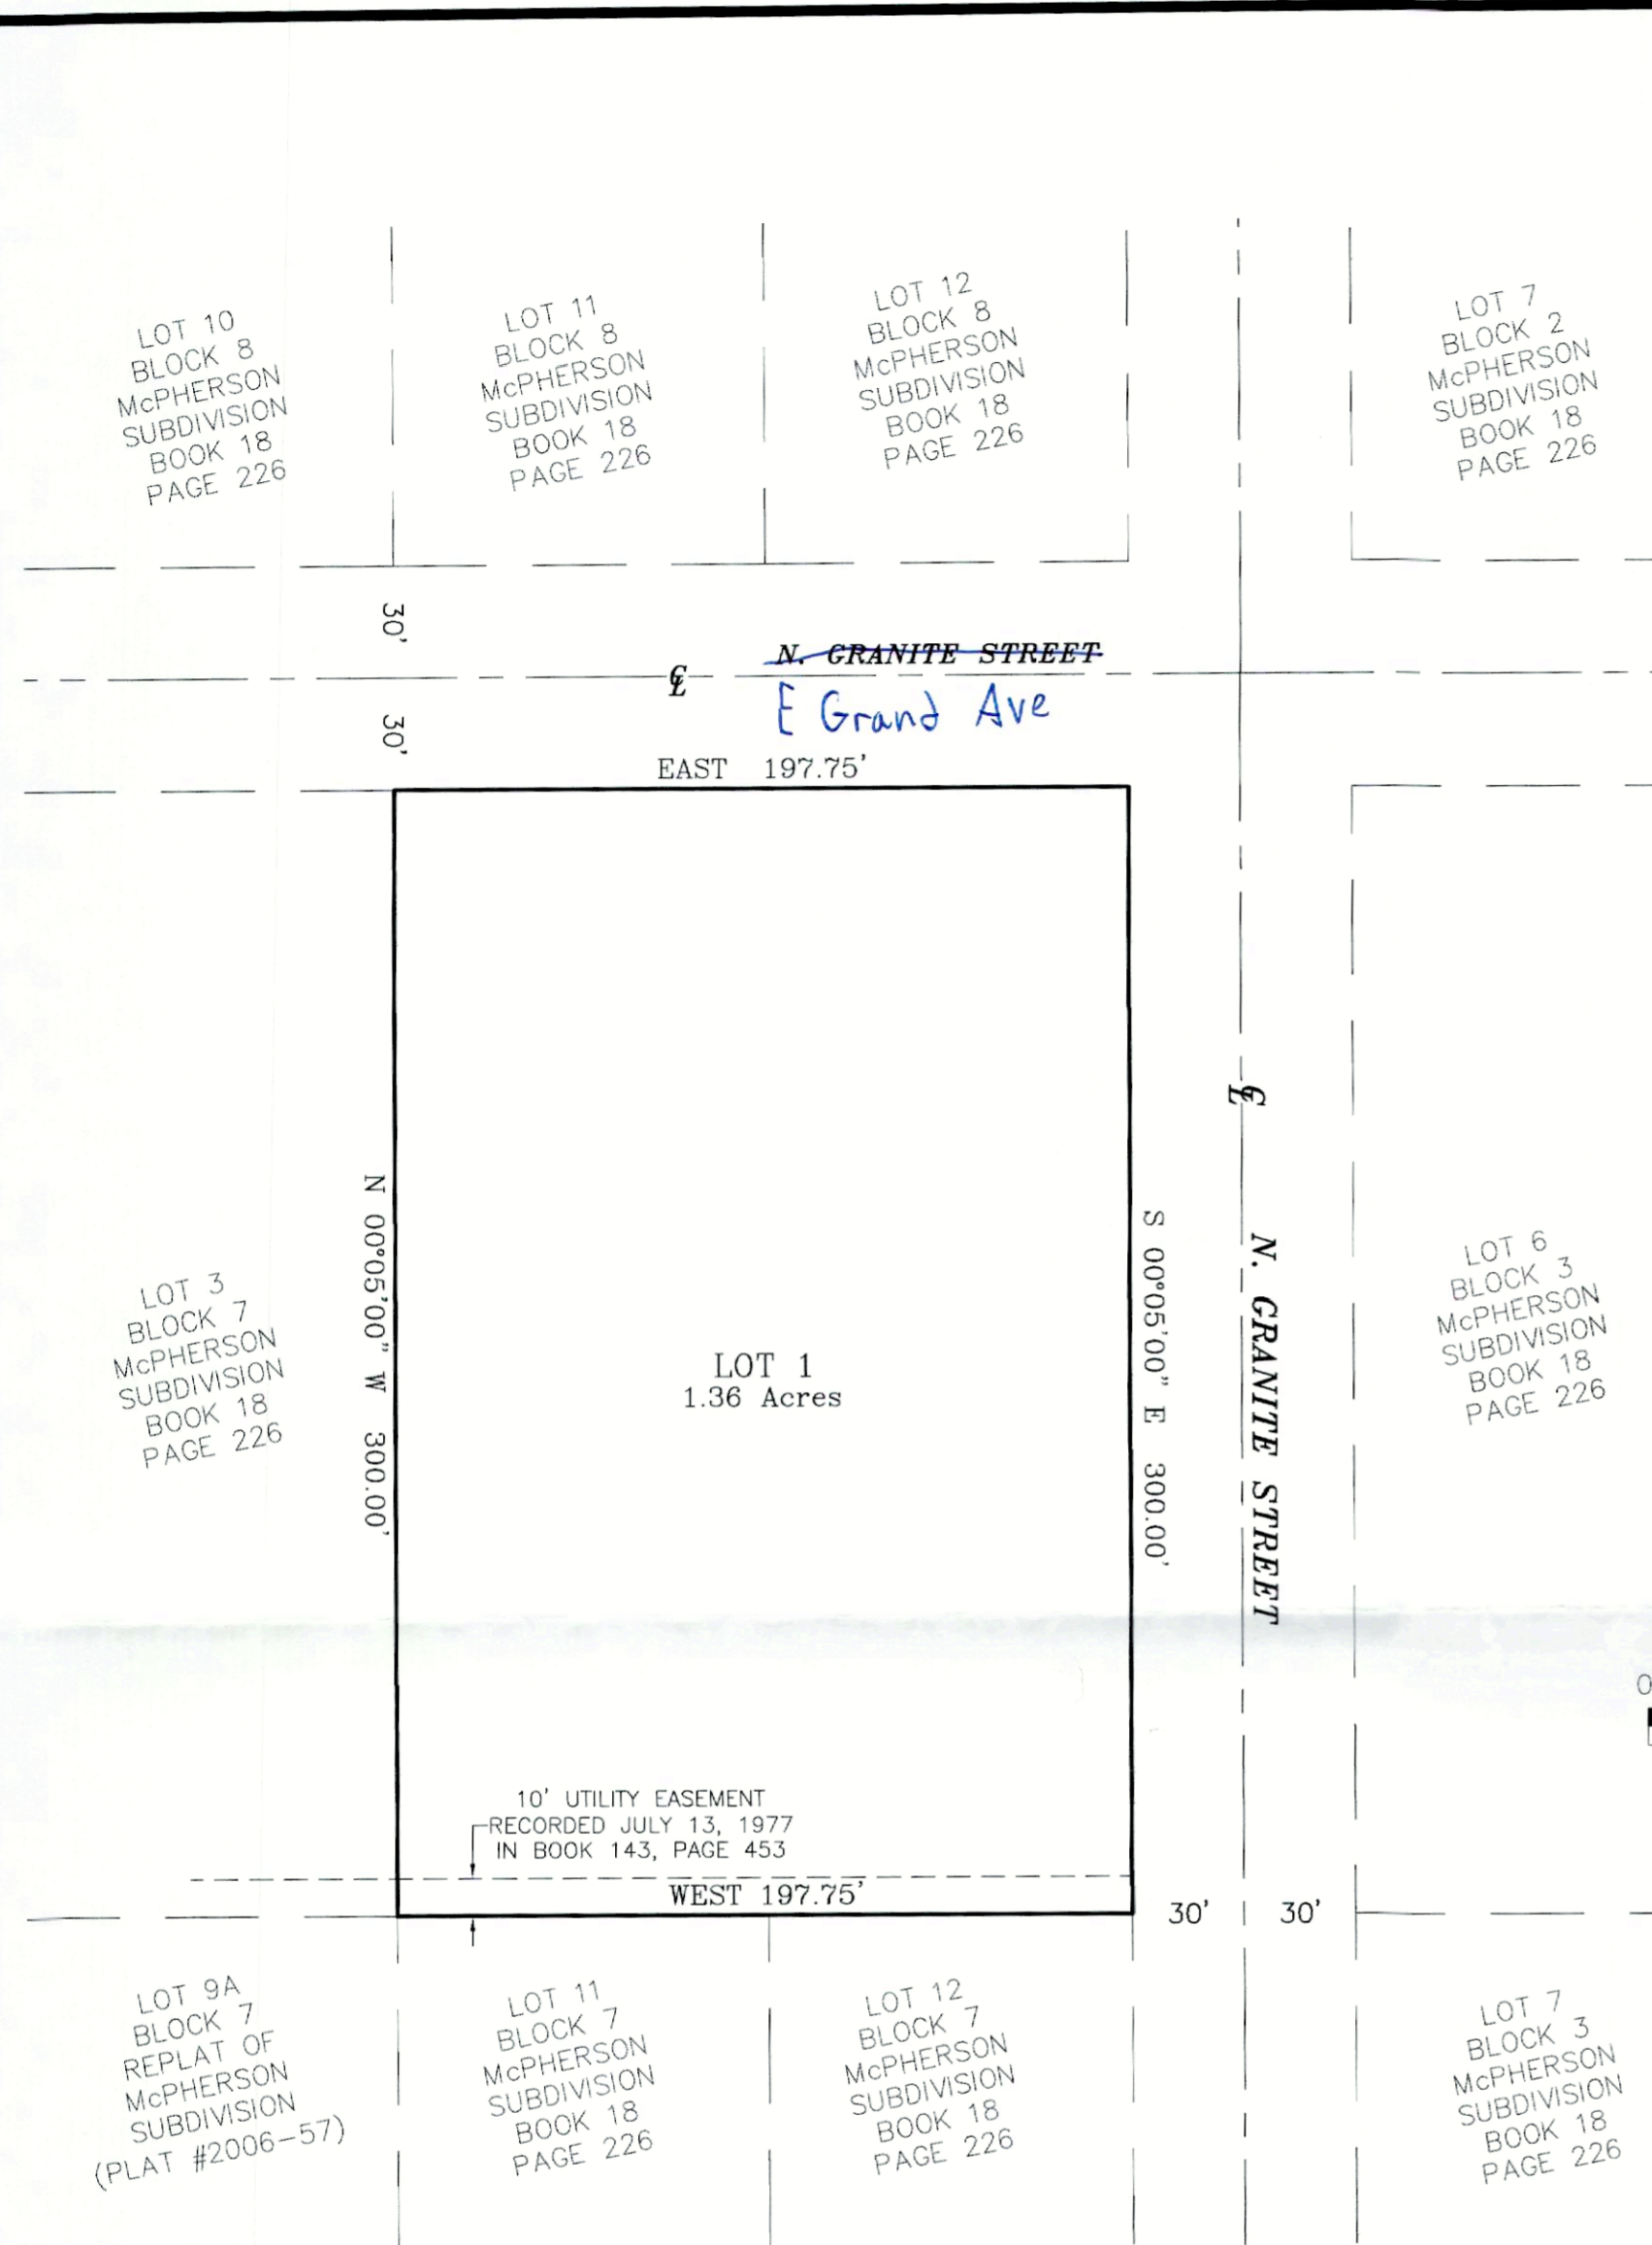 LOT 10
BLOCK 8
McPHERSON
SUBDIVISION
BOOK 18
PAGE 226
LOT 11
BLOCK 8
McPHERSON
SUBDIVISION
BOOK 18
PAGE 226
LOT 12
BLOCK 8
McPHERSON
SUBDIVISION
BOOK 18
PAGE 226
LOT 7
BLOCK 2
McPHERSON
SUBDIVISION
BOOK 18
PAGE 226
30'
N. GRANITE STREET
℄
E Grand Ave
30'
EAST 197.75'
℄
N. GRANITE STREET
N 00°05'00" W 300.00'
S 00°05'00" E 300.00'
LOT 3
BLOCK 7
McPHERSON
SUBDIVISION
BOOK 18
PAGE 226
LOT 1
1.36 Acres
LOT 6
BLOCK 3
McPHERSON
SUBDIVISION
BOOK 18
PAGE 226
0
10' UTILITY EASEMENT
RECORDED JULY 13, 1977
IN BOOK 143, PAGE 453
WEST 197.75'
30' 30'
LOT 9A
BLOCK 7
REPLAT OF
McPHERSON
SUBDIVISION
(PLAT #2006-57)
LOT 11
BLOCK 7
McPHERSON
SUBDIVISION
BOOK 18
PAGE 226
LOT 12
BLOCK 7
McPHERSON
SUBDIVISION
BOOK 18
PAGE 226
LOT 7
BLOCK 3
McPHERSON
SUBDIVISION
BOOK 18
PAGE 226